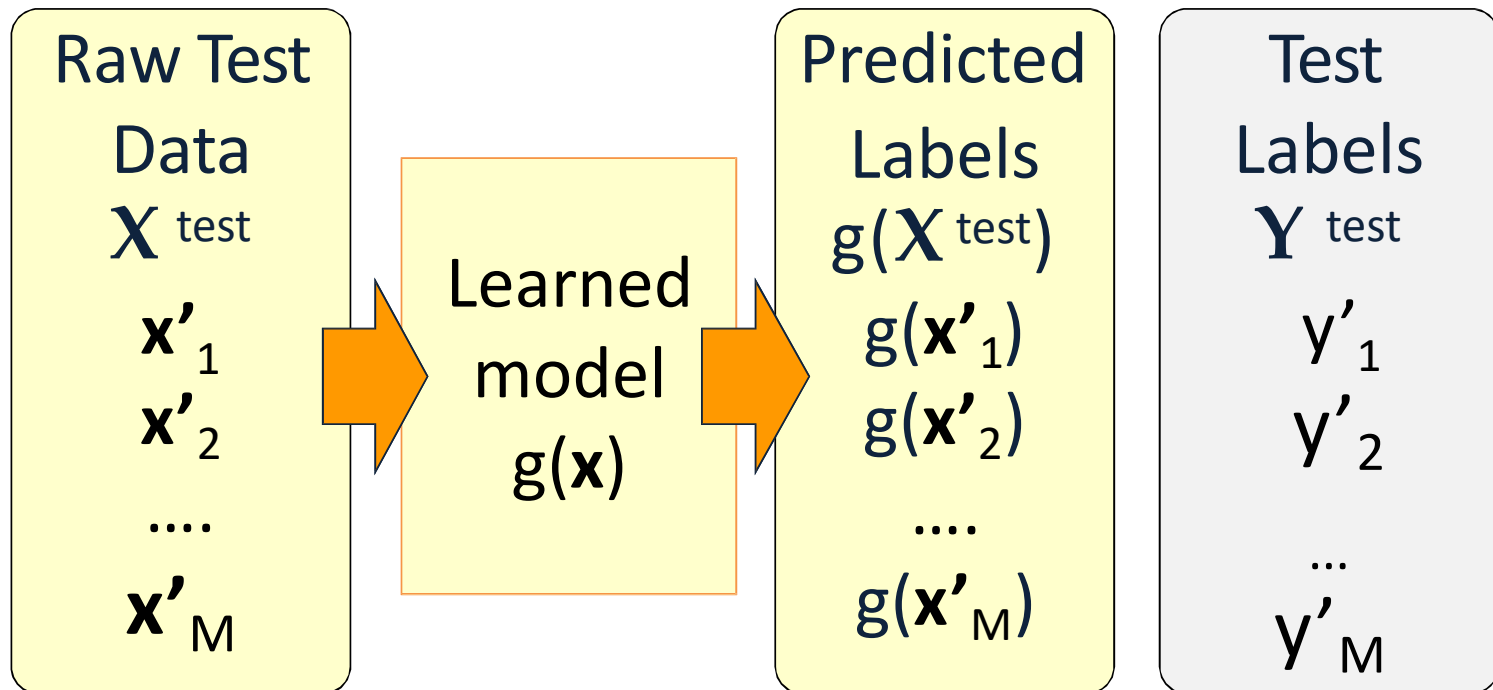 Raw Test
Data
X test
x’1
x’2
….
x’M
Learned
model
g(x)
Predicted
Labels
g(X test)
g(x’1)
g(x’2)
….
g(x’M)
Test
Labels
Y test
y’1
y’2
...
y’M